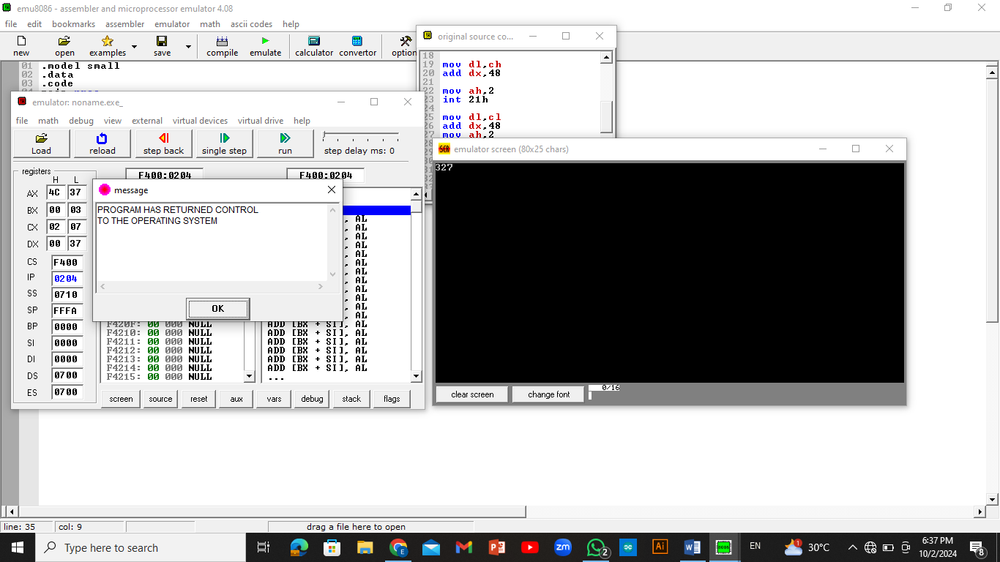 emu8086 - assembler and microprocessor emulator 4.08
file edit bookmarks assembler emulator math ascii codes help
new open examples save compile emulate calculator convertor option
01 .model small
02 .data
03 .code
original source co...
18
19 mov dl,ch
20 add dx,48
21
22 mov ah,2
23 int 21h
24
25 mov dl,cl
26 add dx,48
27 mov ah,2
emulator: noname.exe_
file math debug view external virtual devices virtual drive help
Load reload step back single step run step delay ms: 0
registers F400:0204 F400:0204
H L
AX 4C 37
BX 00 03
CX 02 07
DX 00 37
CS F400
IP 0204
SS 0710
SP FFFA
BP 0000
SI 0000
DI 0000
DS 0700
ES 0700
message
PROGRAM HAS RETURNED CONTROL
TO THE OPERATING SYSTEM
OK
, AL
, AL
, AL
, AL
, AL
, AL
, AL
, AL
, AL
, AL
, AL
, AL
F420F: 00 000 NULL ADD [BX + SI], AL
F4210: 00 000 NULL ADD [BX + SI], AL
F4211: 00 000 NULL ADD [BX + SI], AL
F4212: 00 000 NULL ADD [BX + SI], AL
F4213: 00 000 NULL ADD [BX + SI], AL
F4214: 00 000 NULL ADD [BX + SI], AL
F4215: 00 000 NULL ...
screen source reset aux vars debug stack flags
emulator screen (80x25 chars)
327
clear screen change font 0/16
line: 35 col: 9 drag a file here to open
Type here to search
EN 30°C 6:37 PM
10/2/2024
2
1
8